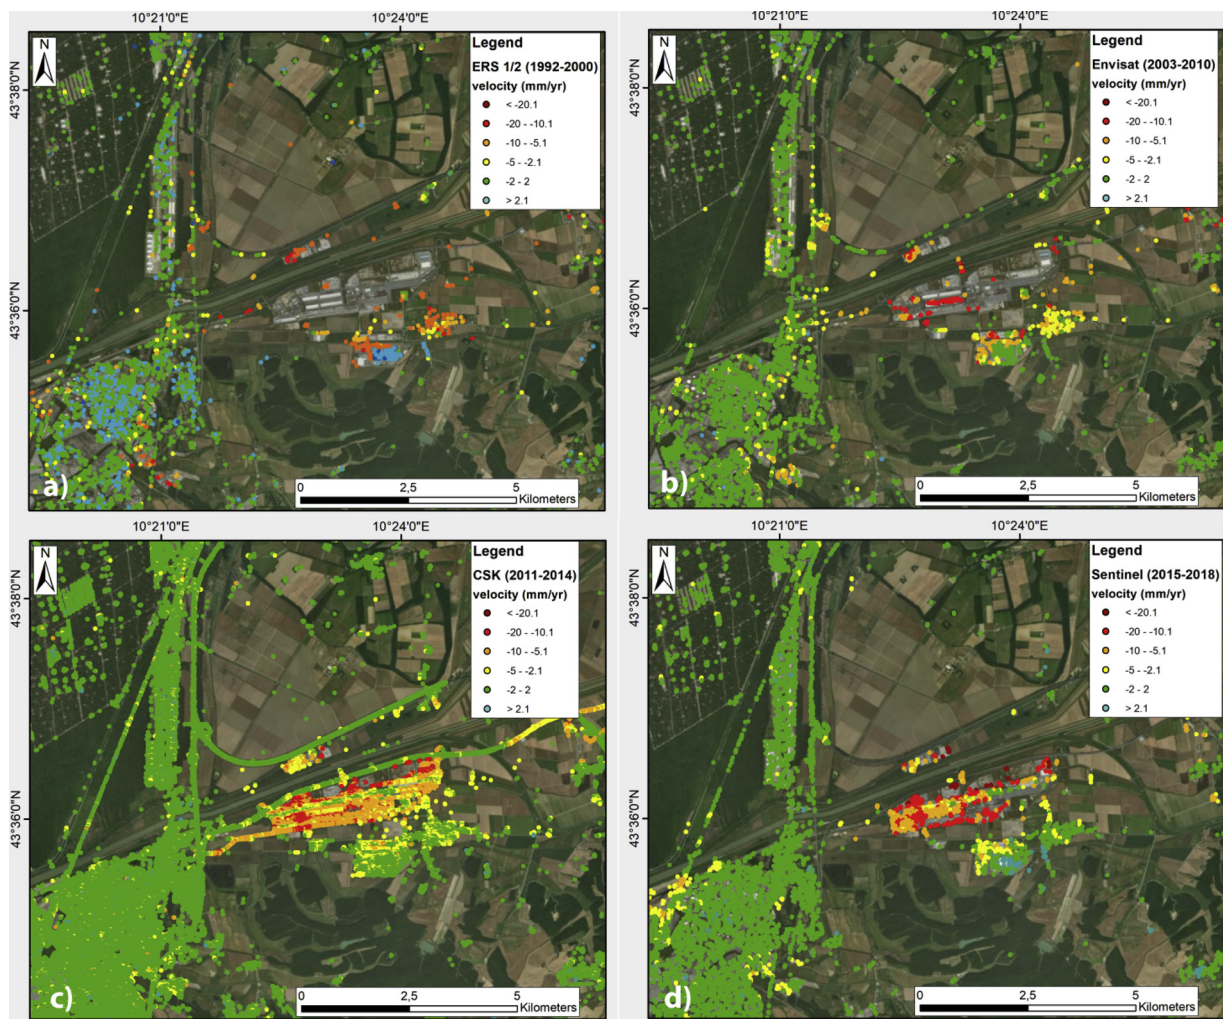 10°21'0"E
10°24'0"E
43°38'0"N
43°36'0"N
N
Legend
ERS 1/2 (1992-2000)
velocity (mm/yr)
< -20.1
-20 - -10.1
-10 - -5.1
-5 - -2.1
-2 - 2
> 2.1
a)
0
2,5
5
Kilometers
10°21'0"E
10°24'0"E
43°38'0"N
43°36'0"N
N
Legend
Envisat (2003-2010)
velocity (mm/yr)
< -20.1
-20 - -10.1
-10 - -5.1
-5 - -2.1
-2 - 2
> 2.1
b)
0
2,5
5
Kilometers
10°21'0"E
10°24'0"E
43°38'0"N
43°36'0"N
N
Legend
CSK (2011-2014)
velocity (mm/yr)
< -20.1
-20 - -10.1
-10 - -5.1
-5 - -2.1
-2 - 2
> 2.1
c)
0
2,5
5
Kilometers
10°21'0"E
10°24'0"E
43°38'0"N
43°36'0"N
N
Legend
Sentinel (2015-2018)
velocity (mm/yr)
< -20.1
-20 - -10.1
-10 - -5.1
-5 - -2.1
-2 - 2
> 2.1
d)
0
2,5
5
Kilometers